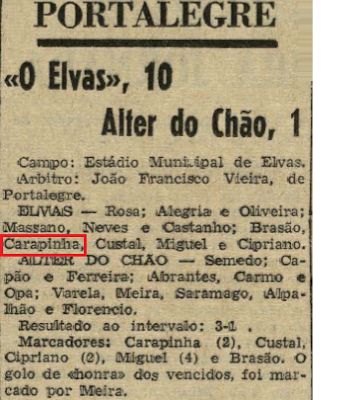 PORTALEGRE
«O Elvas», 10
Alter do Chão, 1
Campo: Estádio Municipal de Elvas.
Arbitro: João Francisco Vieira, de
Portalegre.
ELVAS — Rosa; Alegria e Oliveira;
Massano, Neves e Castanho; Brasão,
Carapinha, Custal, Miguel e Cipriano.
ALTER DO CHÃO — Semedo; Ca-
pão e Ferreira; Abrantes, Carmo e
Opa; Varela, Meira, Saramago, Alpa-
lhão e Florencio.
Resultado ao intervalo: 3-1 .
Marcadores: Carapinha (2), Custal,
Cipriano (2), Miguel (4) e Brasão. O
golo de «honra» dos vencidos, foi mar-
cado por Meira.